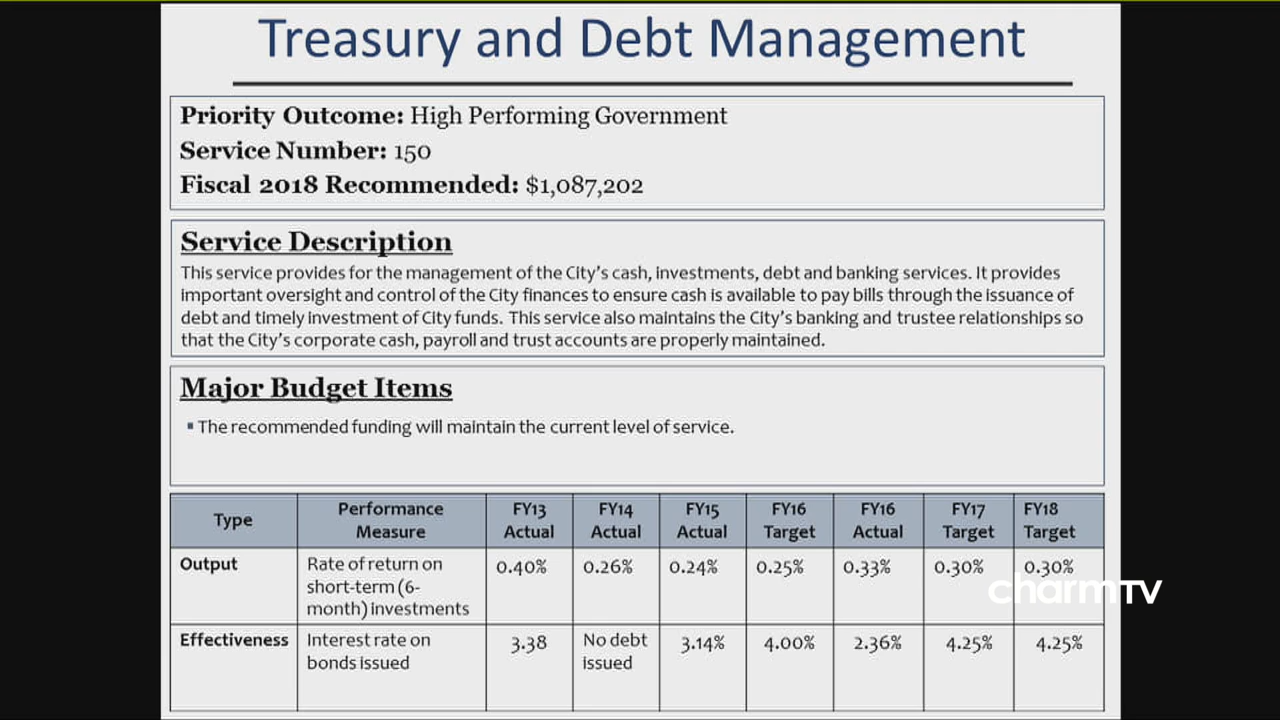 Treasury and Debt Management
Priority Outcome: High Performing Government
Service Number: 150
Fiscal 2018 Recommended: $1,087,202
Service Description
This service provides for the management of the City's cash, investments, debt and banking services. It provides
important oversight and control of the City finances to ensure cash is available to pay bills through the issuance of
debt and timely investment of City funds. This service also maintains the City's banking and trustee relationships so
that the City's corporate cash, payroll and trust accounts are properly maintained.
Major Budget Items
▪ The recommended funding will maintain the current level of service.
Type | Performance Measure | FY13 Actual | FY14 Actual | FY15 Actual | FY16 Target | FY16 Actual | FY17 Target | FY18 Target
Output | Rate of return on short-term (6-month) investments | 0.40% | 0.26% | 0.24% | 0.25% | 0.33% | 0.30% | 0.30%
Effectiveness | Interest rate on bonds issued | 3.38 | No debt issued | 3.14% | 4.00% | 2.36% | 4.25% | 4.25%
charmTV